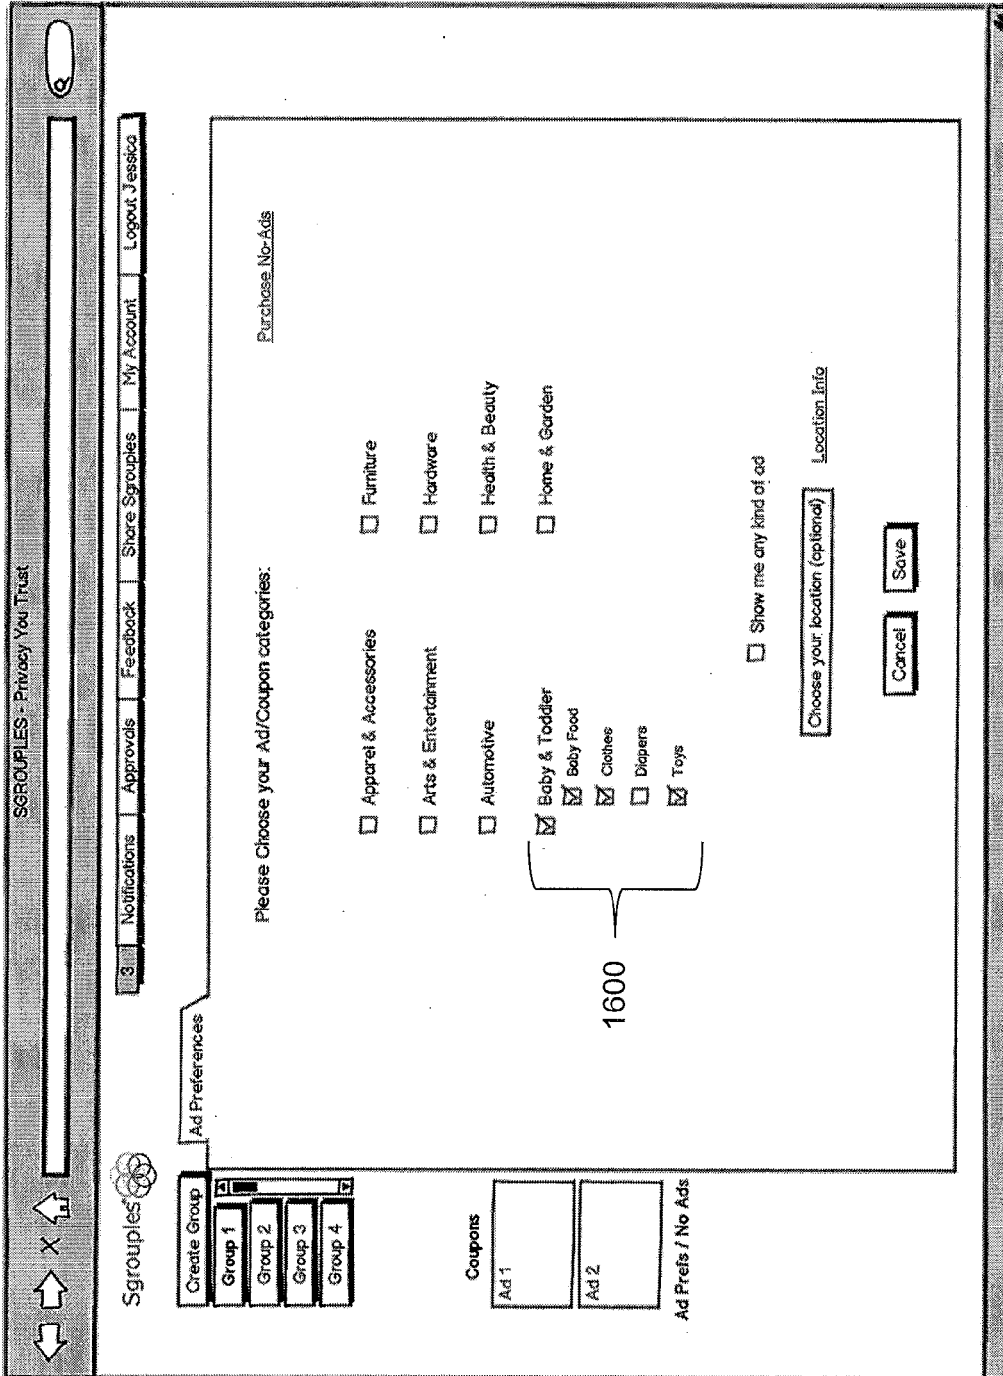 SGROUPLES - Privacy You Trust
Sgrouples
3 Notifications Approvals Feedback Share Sgrouples My Account Logout Jessica
Create Group
Group 1
Group 2
Group 3
Group 4
Coupons
Ad 1
Ad 2
Ad Prefs / No Ads
Ad Preferences
Purchase No-Ads
Please Choose your Ad/Coupon categories:
Apparel & Accessories
Furniture
Arts & Entertainment
Hardware
Automotive
Health & Beauty
Baby & Toddler
Home & Garden
Baby Food
Clothes
Diapers
Toys
1600
Show me any kind of ad
Choose your location (optional)
Location Info
Cancel
Save